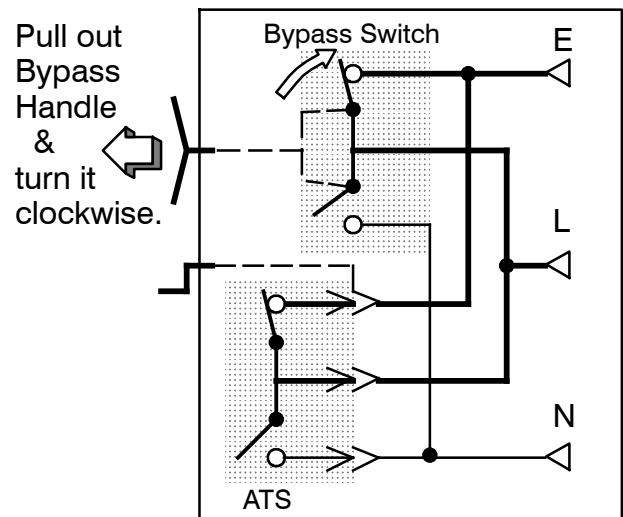 Pull out
Bypass
Handle
&
turn it
clockwise.
Bypass Switch
E
L
N
ATS